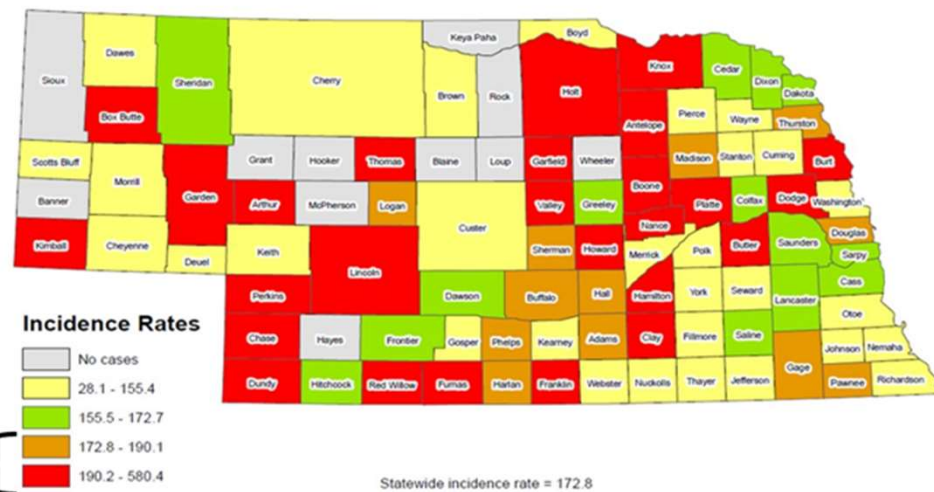 Keya Paha
Boyd
Dawes
Sioux
Sheridan
Cherry
Brown
Rock
Holt
Knox
Cedar
Dixon
Dakota
Box Butte
Antelope
Pierce
Wayne
Thurston
Scotts Bluff
Morrill
Grant
Hooker
Thomas
Blaine
Loup
Garfield
Wheeler
Madison
Stanton
Cuming
Burt
Banner
Garden
Arthur
McPherson
Logan
Custer
Valley
Greeley
Boone
Platte
Colfax
Dodge
Washington
Kimball
Cheyenne
Deuel
Keith
Lincoln
Sherman
Howard
Nance
Merrick
Polk
Butler
Saunders
Douglas
Sarpy
Perkins
Dawson
Buffalo
Hall
Hamilton
York
Seward
Lancaster
Cass
Otoe
Chase
Hayes
Frontier
Gosper
Phelps
Kearney
Adams
Clay
Fillmore
Saline
Johnson
Nemaha
Dundy
Hitchcock
Red Willow
Furnas
Harlan
Franklin
Webster
Nuckolls
Thayer
Jefferson
Gage
Pawnee
Richardson
Incidence Rates
No cases
28.1 - 155.4
155.5 - 172.7
172.8 - 190.1
190.2 - 580.4
Statewide incidence rate = 172.8